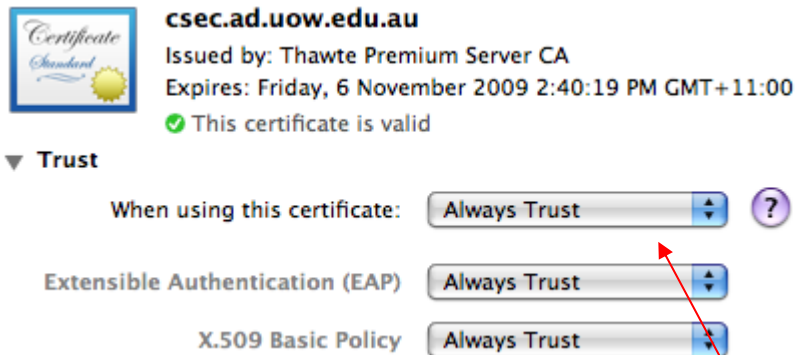 Certificate
Standard
csec.ad.uow.edu.au
Issued by: Thawte Premium Server CA
Expires: Friday, 6 November 2009 2:40:19 PM GMT+11:00
This certificate is valid
Trust
When using this certificate: Always Trust ?
Extensible Authentication (EAP) Always Trust
X.509 Basic Policy Always Trust